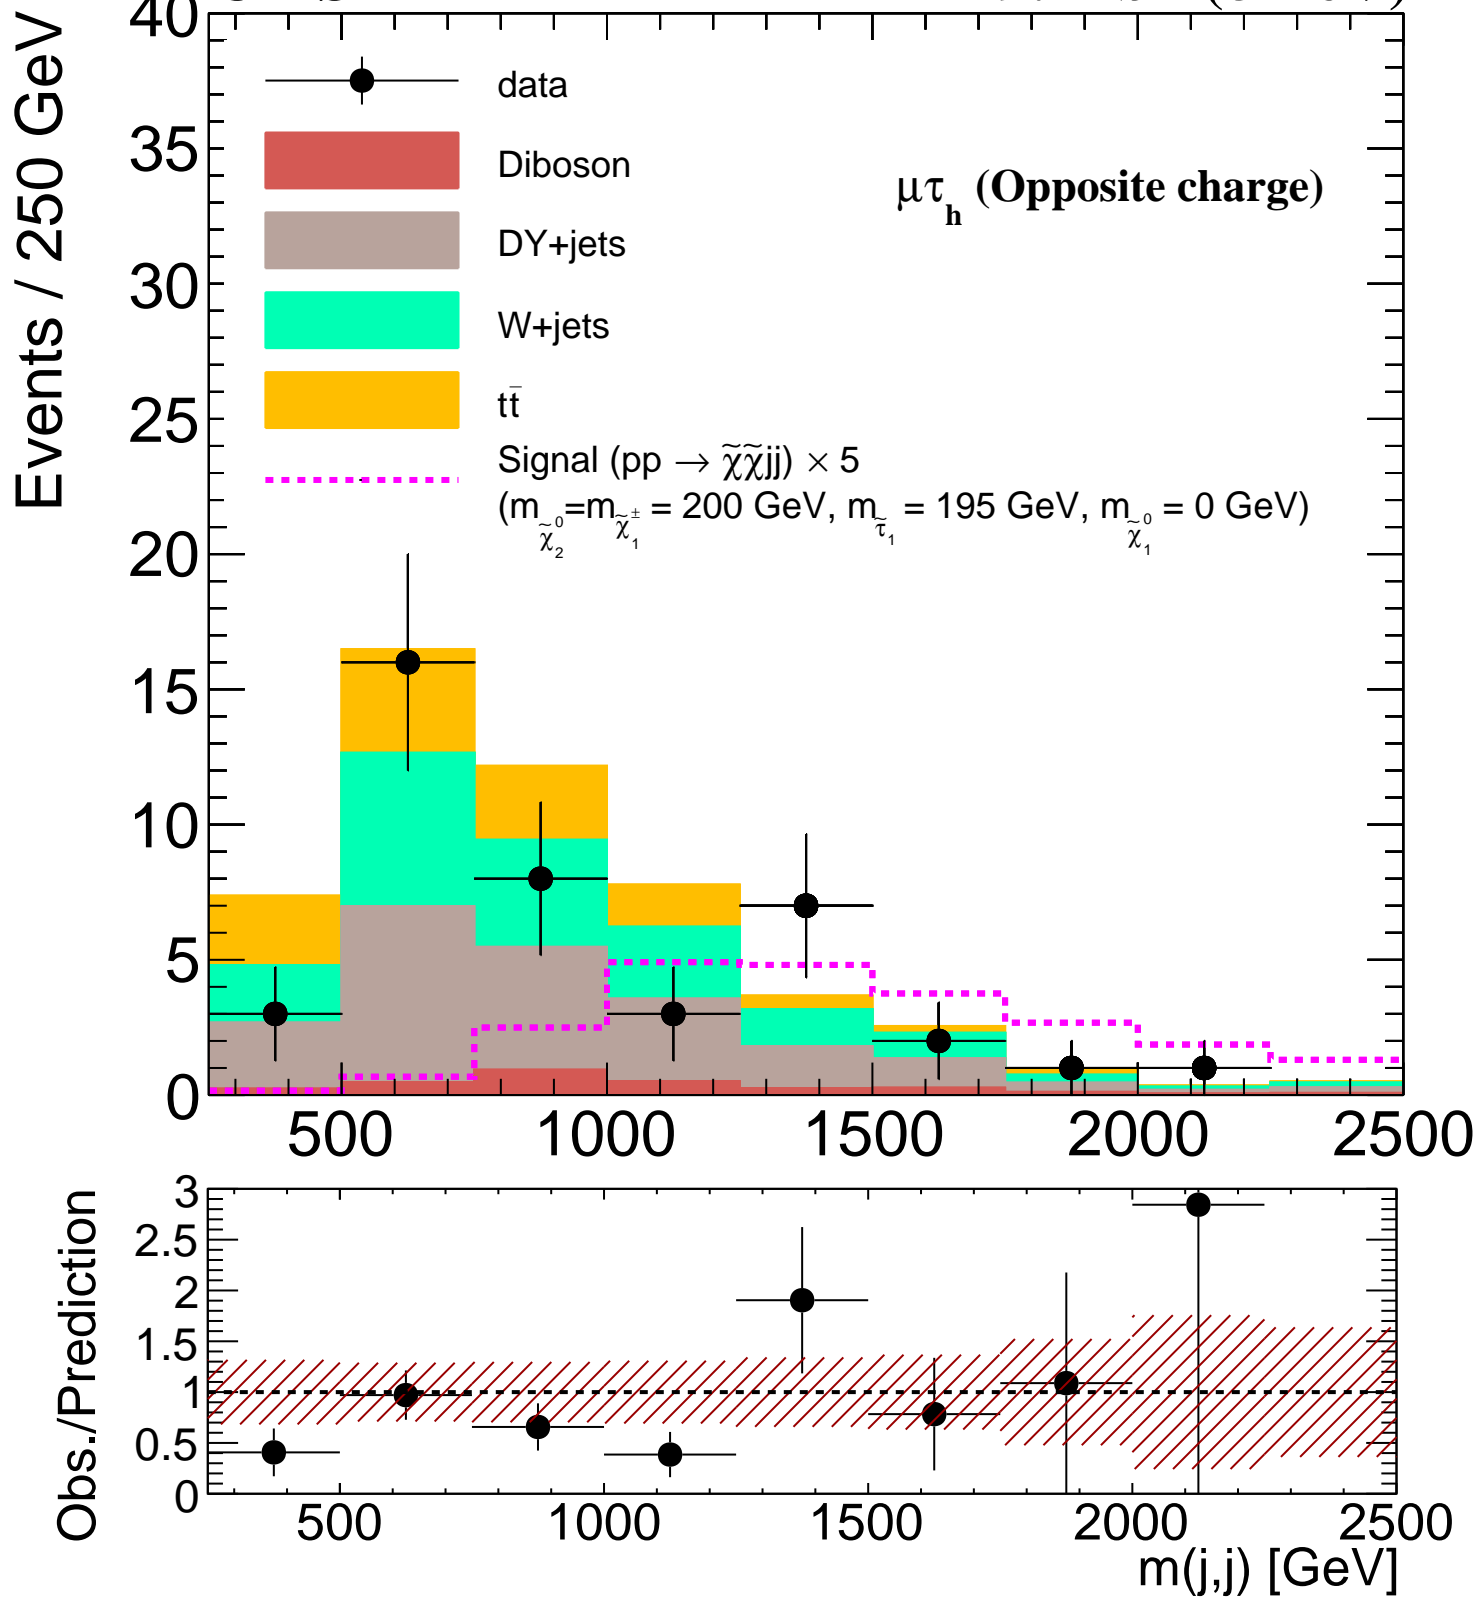 40
Events / 250 GeV
data
35
Diboson
μτh (Opposite charge)
DY+jets
30
W+jets
25
tt̄
Signal (pp → χ̃χ̃jj) × 5
(mχ̃⁰₂=mχ̃±₁ = 200 GeV, mτ̃₁ = 195 GeV, mχ̃⁰₁ = 0 GeV)
20
15
10
5
0
500 1000 1500 2000 2500
Obs./Prediction
3
2.5
2
1.5
1
0.5
0
500 1000 1500 2000 2500
m(j,j) [GeV]